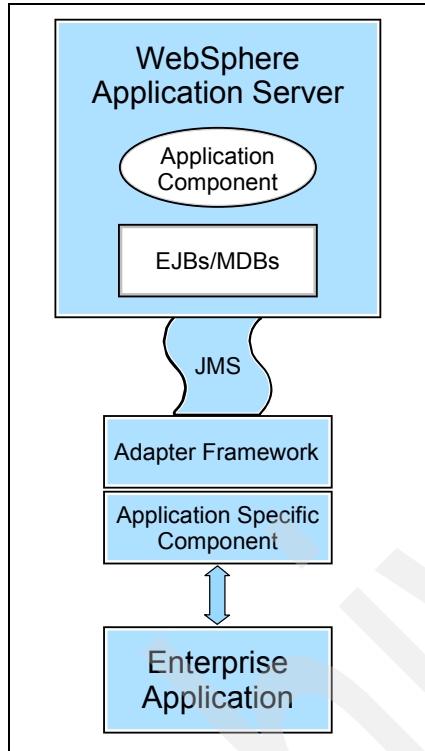 WebSphere
Application Server
Application
Component
EJBs/MDBs
JMS
Adapter Framework
Application Specific
Component
Enterprise
Application